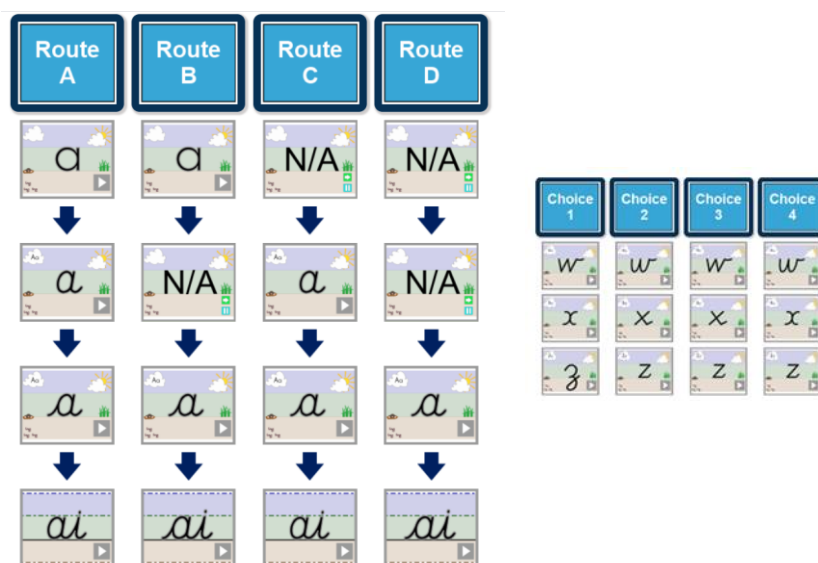 Route A
Route B
Route C
Route D
a
a
N/A
N/A
a
N/A
a
N/A
a
a
a
a
ai
ai
ai
ai
Choice 1
Choice 2
Choice 3
Choice 4
w
w
w
w
x
x
x
x
z
z
z
z